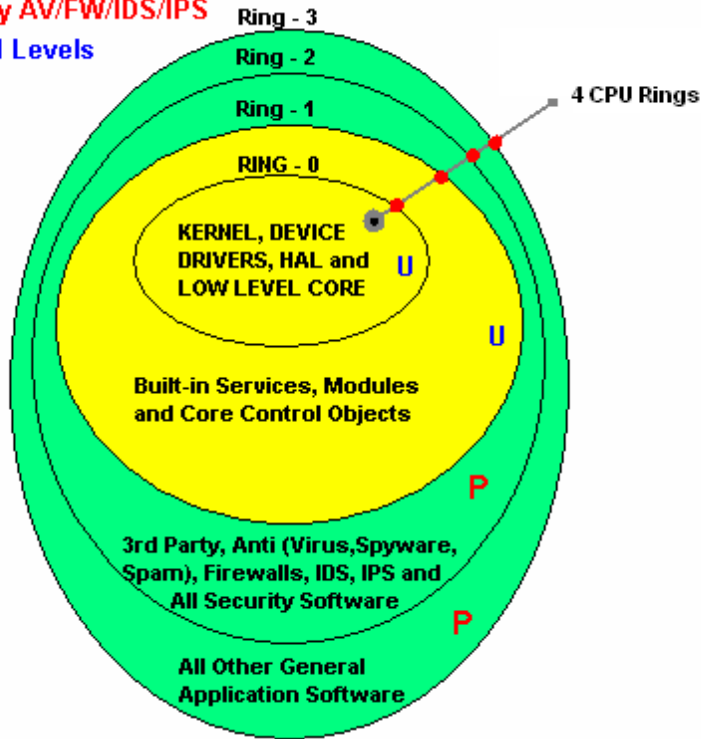 y AV/FW/IDS/IPS
Levels
Ring - 3
Ring - 2
Ring - 1
RING - 0
4 CPU Rings
KERNEL, DEVICE
DRIVERS, HAL and
LOW LEVEL CORE
U
U
Built-in Services, Modules
and Core Control Objects
P
3rd Party, Anti (Virus,Spyware,
Spam), Firewalls, IDS, IPS and
All Security Software
P
All Other General
Application Software